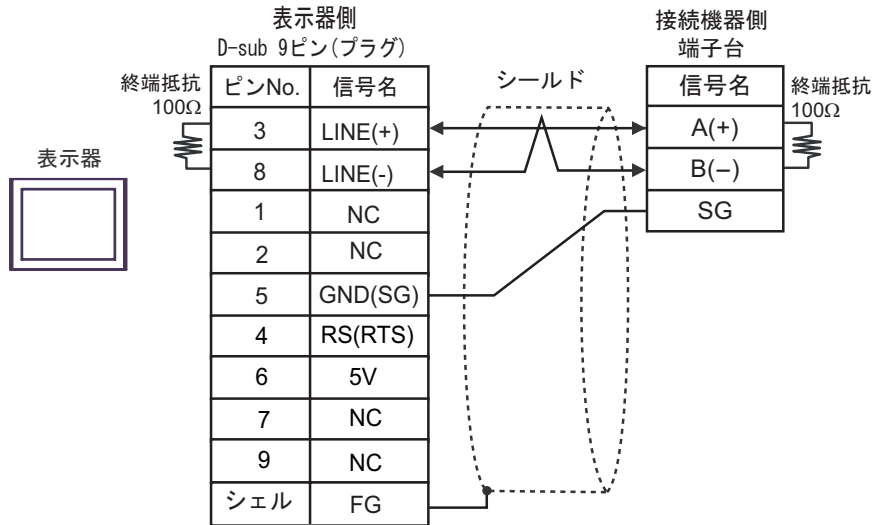 表示器側
D-sub 9ピン(プラグ)
接続機器側
端子台
終端抵抗
100Ω
ピンNo. 信号名
シールド
信号名
終端抵抗
100Ω
3 LINE(+)
A(+)
表示器
8 LINE(-)
B(−)
1 NC
SG
2 NC
5 GND(SG)
4 RS(RTS)
6 5V
7 NC
9 NC
シェル FG